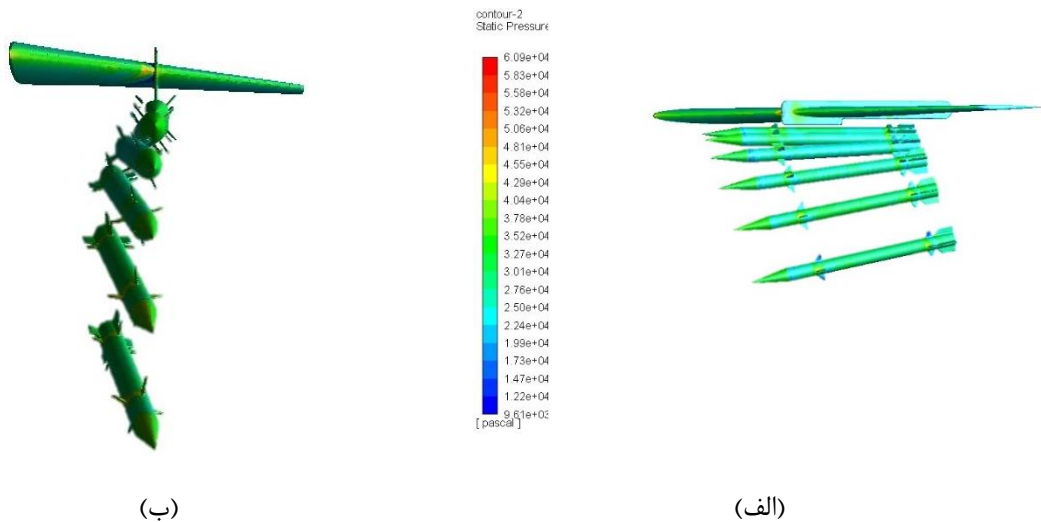 contour-2
Static Pressure
6.09e+04
5.83e+04
5.58e+04
5.32e+04
5.06e+04
4.81e+04
4.55e+04
4.29e+04
4.04e+04
3.78e+04
3.52e+04
3.27e+04
3.01e+04
2.76e+04
2.50e+04
2.24e+04
1.99e+04
1.73e+04
1.47e+04
1.22e+04
9.61e+03
[ pascal ]
(الف)
(ب)